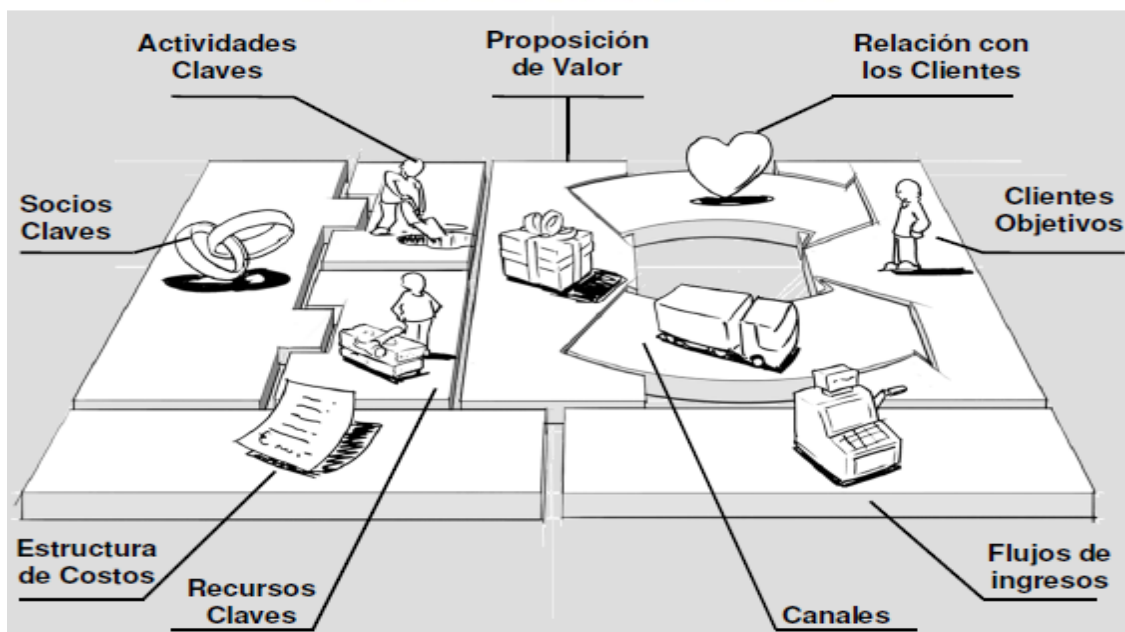 Actividades
Claves
Proposición
de Valor
Relación con
los Clientes
Socios
Claves
Clientes
Objetivos
Estructura
de Costos
Recursos
Claves
Canales
Flujos de
ingresos